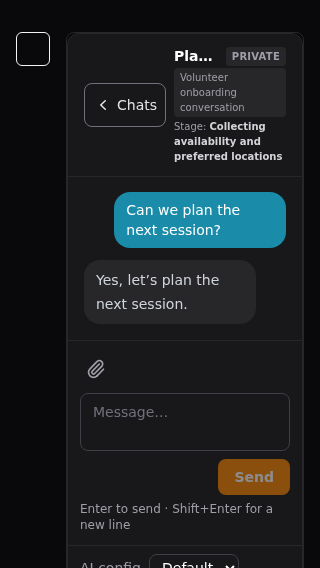 Pla…
PRIVATE
Chats
Volunteer
onboarding
conversation
Stage: Collecting
availability and
preferred locations
Can we plan the
next session?
Yes, let’s plan the
next session.
Message…
Send
Enter to send · Shift+Enter for a
new line
AI config
Default